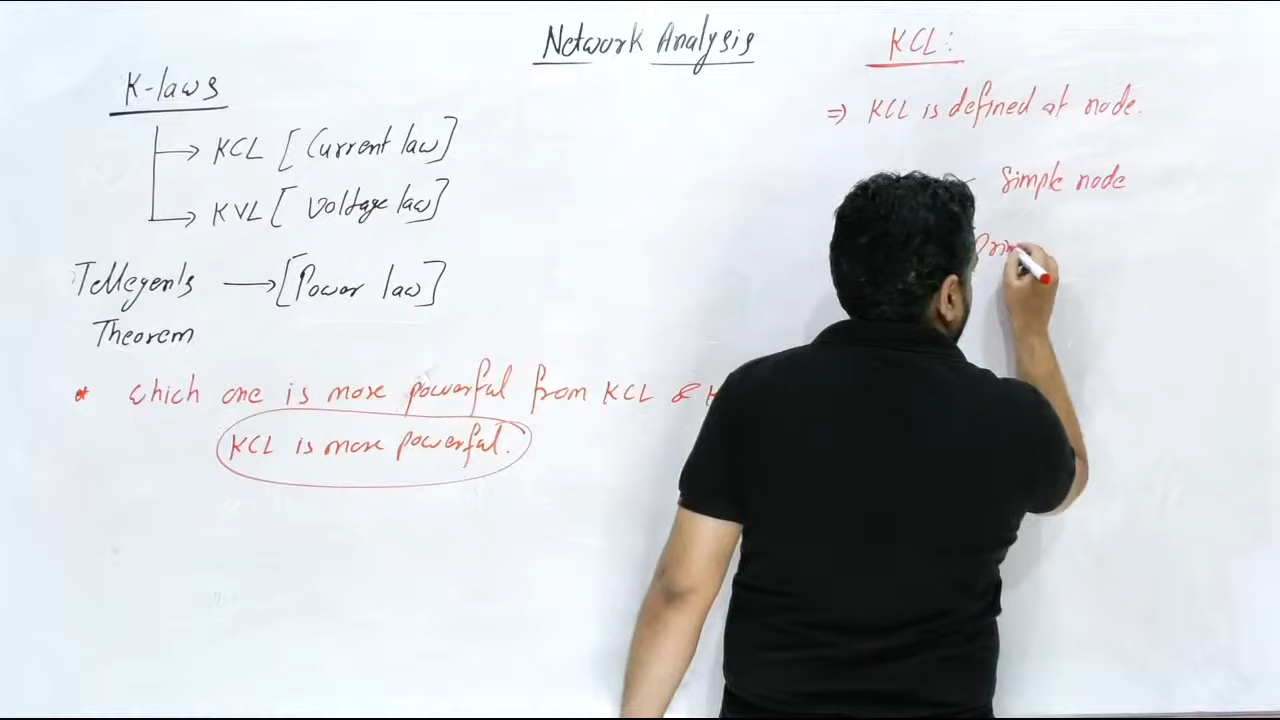 Network Analysis
K-laws
KCL [Current law]
KVL [Voltage law]
Tellegen's → [Power law]
Theorem
* Which one is more powerful from KCL &
KCL is more powerful.
KCL:
⇒ KCL is defined at node.
Simple node
Prin